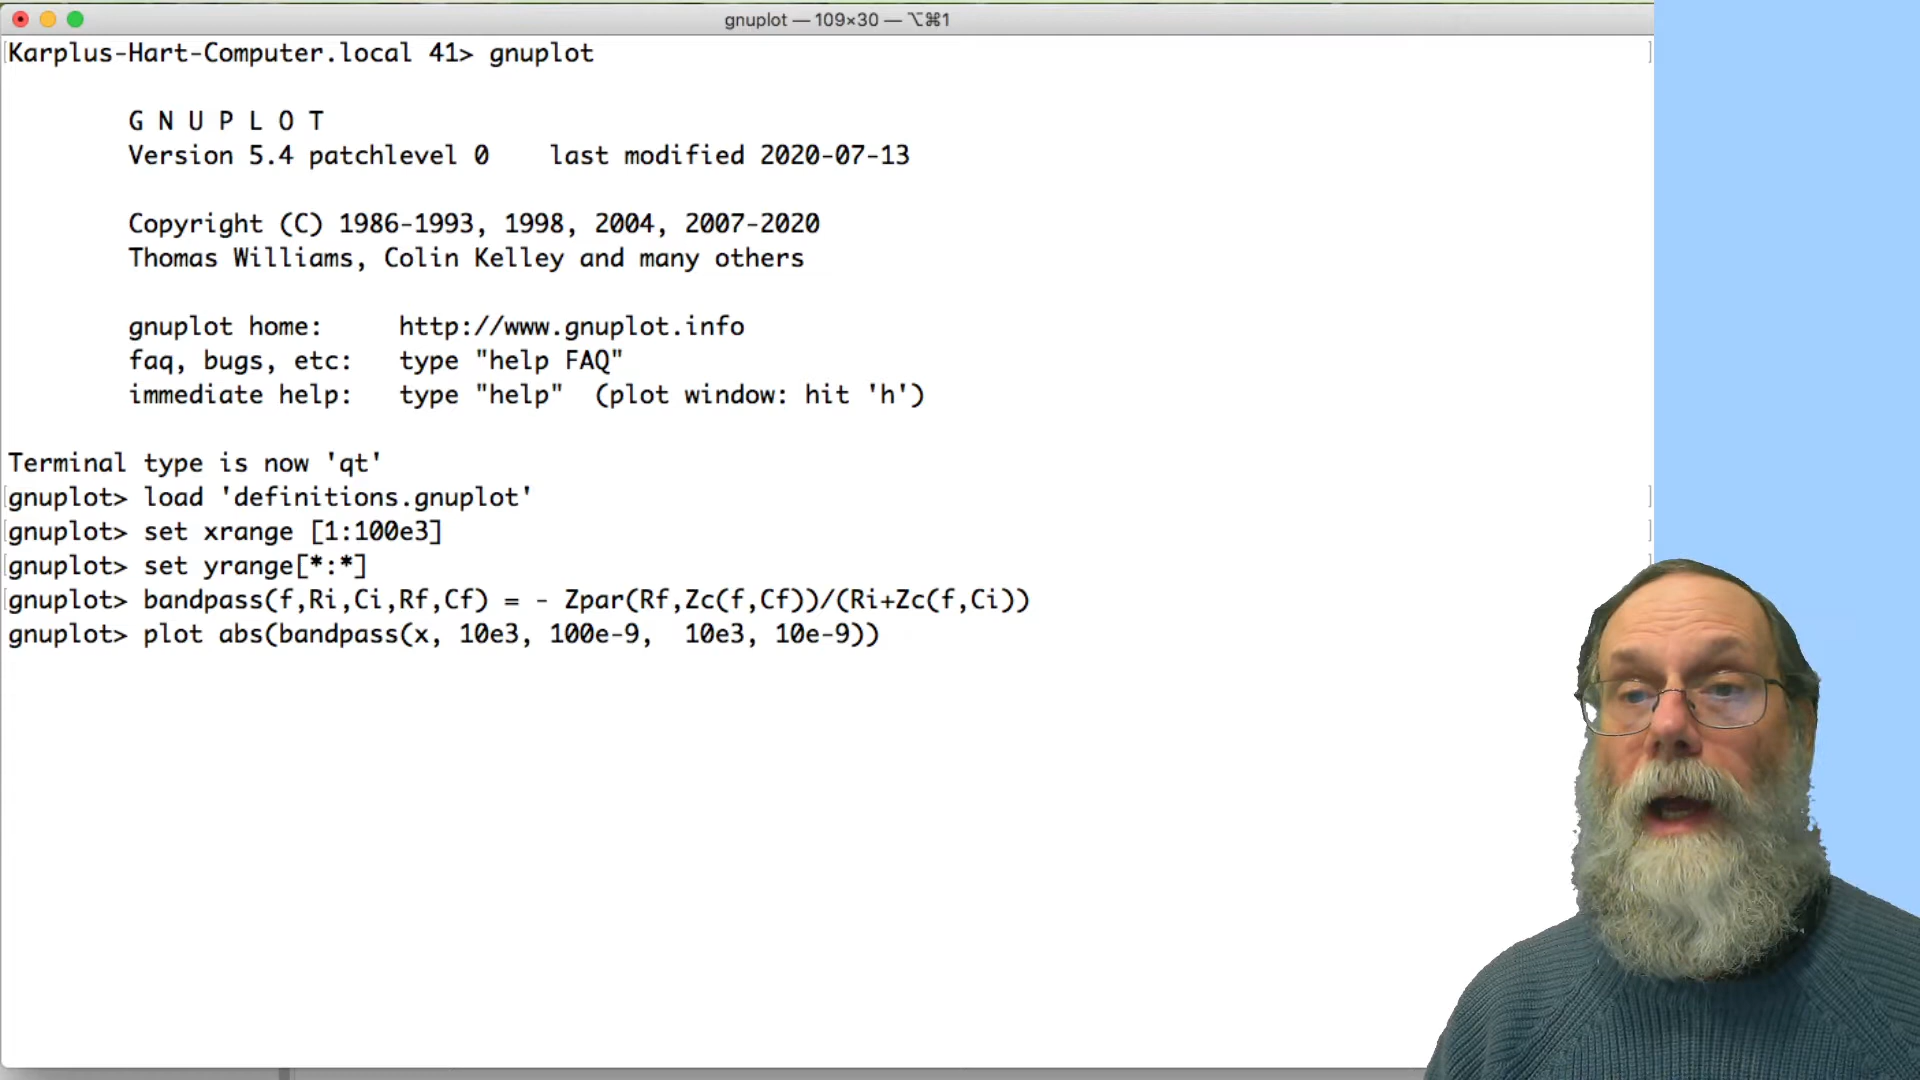 gnuplot — 109×30 — ⌥⌘1
Karplus-Hart-Computer.local 41> gnuplot
G N U P L O T
Version 5.4 patchlevel 0    last modified 2020-07-13
Copyright (C) 1986-1993, 1998, 2004, 2007-2020
Thomas Williams, Colin Kelley and many others
gnuplot home:     http://www.gnuplot.info
faq, bugs, etc:   type "help FAQ"
immediate help:   type "help"  (plot window: hit 'h')
Terminal type is now 'qt'
gnuplot> load 'definitions.gnuplot'
gnuplot> set xrange [1:100e3]
gnuplot> set yrange[*:*]
gnuplot> bandpass(f,Ri,Ci,Rf,Cf) = - Zpar(Rf,Zc(f,Cf))/(Ri+Zc(f,Ci))
gnuplot> plot abs(bandpass(x, 10e3, 100e-9,  10e3, 10e-9))